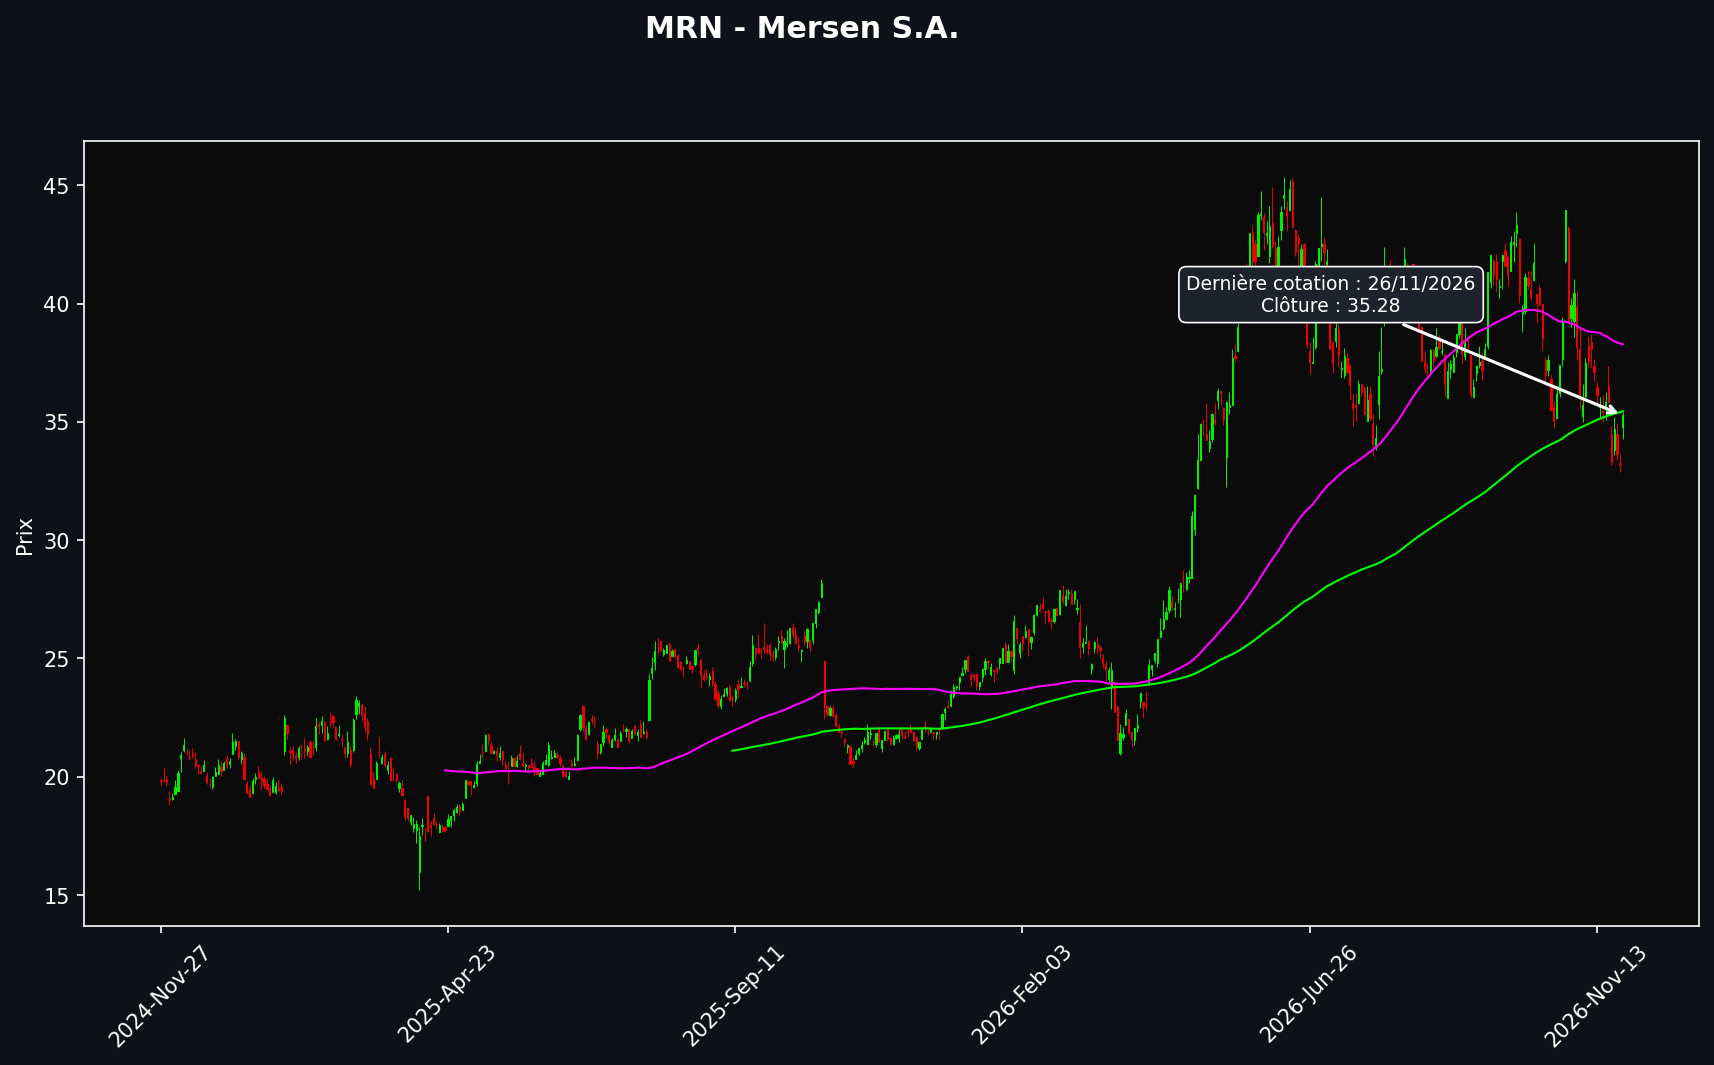 MRN - Mersen S.A.
Dernière cotation : 26/11/2026
Clôture : 35.28
Prix
45
40
35
30
25
20
15
2024-Nov-27
2025-Apr-23
2025-Sep-11
2026-Feb-03
2026-Jun-26
2026-Nov-13